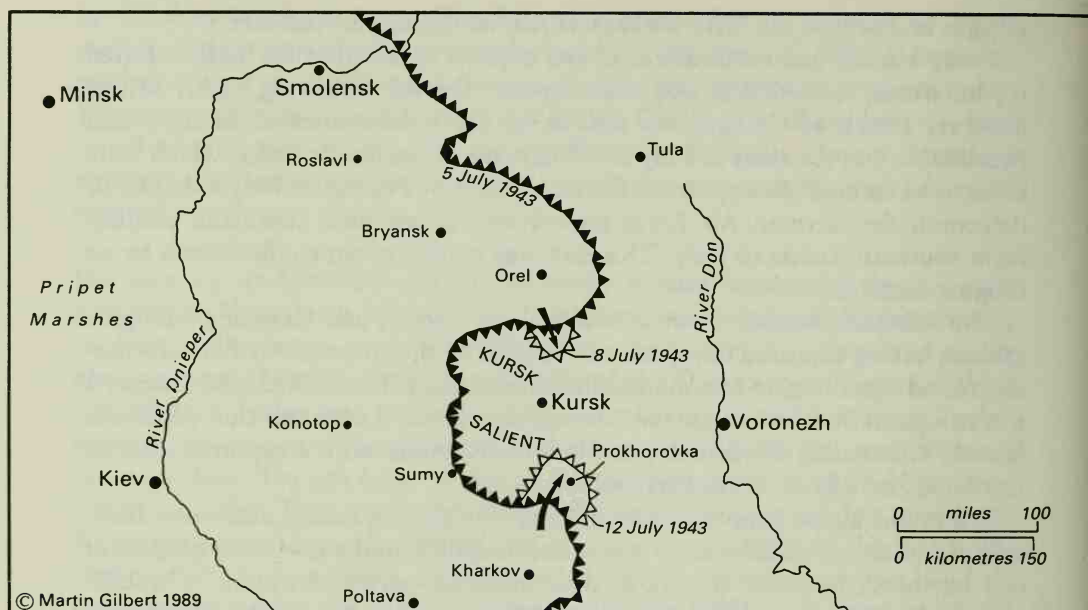 Minsk
Smolensk
Roslavl
Tula
5 July 1943
Bryansk
Orel
Pripet
Marshes
River Dnieper
River Don
8 July 1943
KURSK
SALIENT
Kursk
Konotop
Voronezh
Prokhorovka
Sumy
Kiev
12 July 1943
0 miles 100
0 kilometres 150
Kharkov
Poltava
© Martin Gilbert 1989